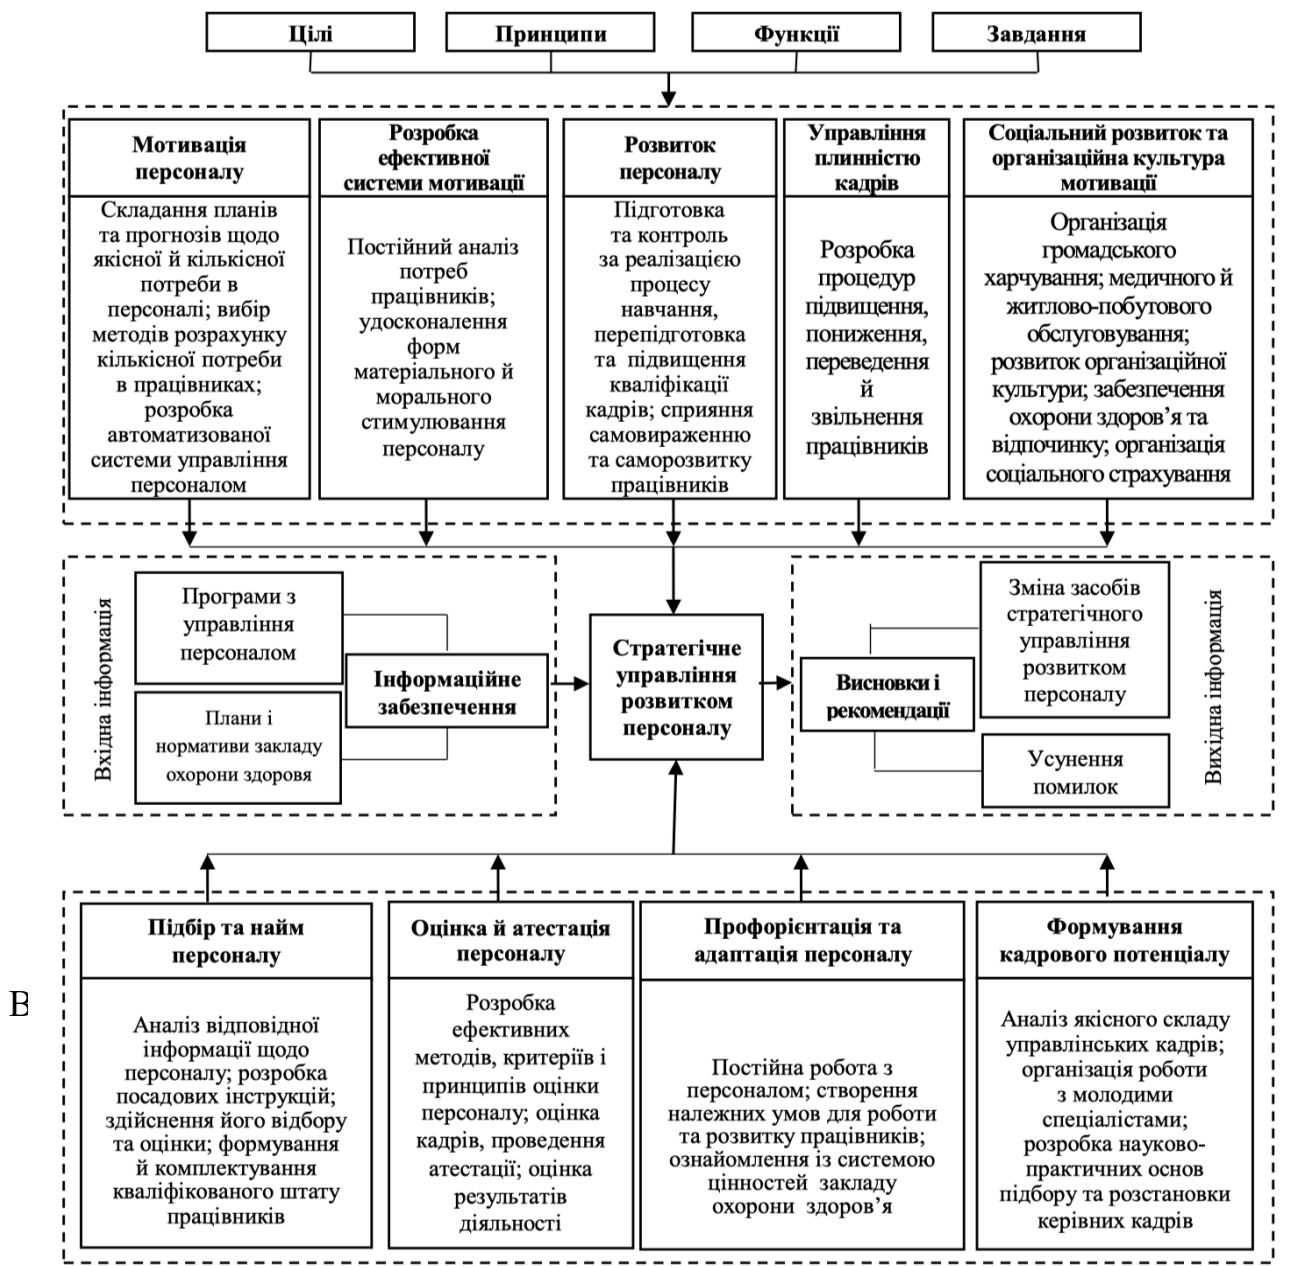 Цілі
Принципи
Функції
Завдання
Мотивація
персоналу
Складання планів
та прогнозів щодо
якісної й кількісної
потреби в
персоналі; вибір
методів розрахунку
кількісної потреби
в працівниках;
розробка
автоматизованої
системи управління
персоналом
Розробка
ефективної
системи мотивації
Постійний аналіз
потреб
працівників;
удосконалення
форм
матеріального й
морального
стимулювання
персоналу
Розвиток
персоналу
Підготовка
та контроль
за реалізацією
процесу
навчання,
перепідготовка
та підвищення
кваліфікації
кадрів; сприяння
самовираженню
та саморозвитку
працівників
Управління
плинністю
кадрів
Розробка
процедур
підвищення,
пониження,
переведення
й
звільнення
працівників
Соціальний розвиток та
організаційна культура
мотивації
Організація
громадського
харчування; медичного й
житлово-побутового
обслуговування;
розвиток організаційної
культури; забезпечення
охорони здоров’я та
відпочинку; організація
соціального страхування
Вхідна інформація
Програми з
управління
персоналом
Плани і
нормативи закладу
охорони здоровя
Інформаційне
забезпечення
Стратегічне
управління
розвитком
персоналу
Висновки і
рекомендації
Зміна засобів
стратегічного
управління
розвитком
персоналу
Усунення
помилок
Вихідна інформація
Підбір та найм
персоналу
Аналіз відповідної
інформації щодо
персоналу; розробка
посадових інструкцій;
здійснення його відбору
та оцінки; формування
й комплектування
кваліфікованого штату
працівників
Оцінка й атестація
персоналу
Розробка
ефективних
методів, критеріїв і
принципів оцінки
персоналу; оцінка
кадрів, проведення
атестації; оцінка
результатів
діяльності
Профорієнтація та
адаптація персоналу
Постійна робота з
персоналом; створення
належних умов для роботи
та розвитку працівників;
ознайомлення із системою
цінностей закладу
охорони здоров’я
Формування
кадрового потенціалу
Аналіз якісного складу
управлінських кадрів;
організація роботи
з молодими
спеціалістами;
розробка науково-
практичних основ
підбору та розстановки
керівних кадрів
В